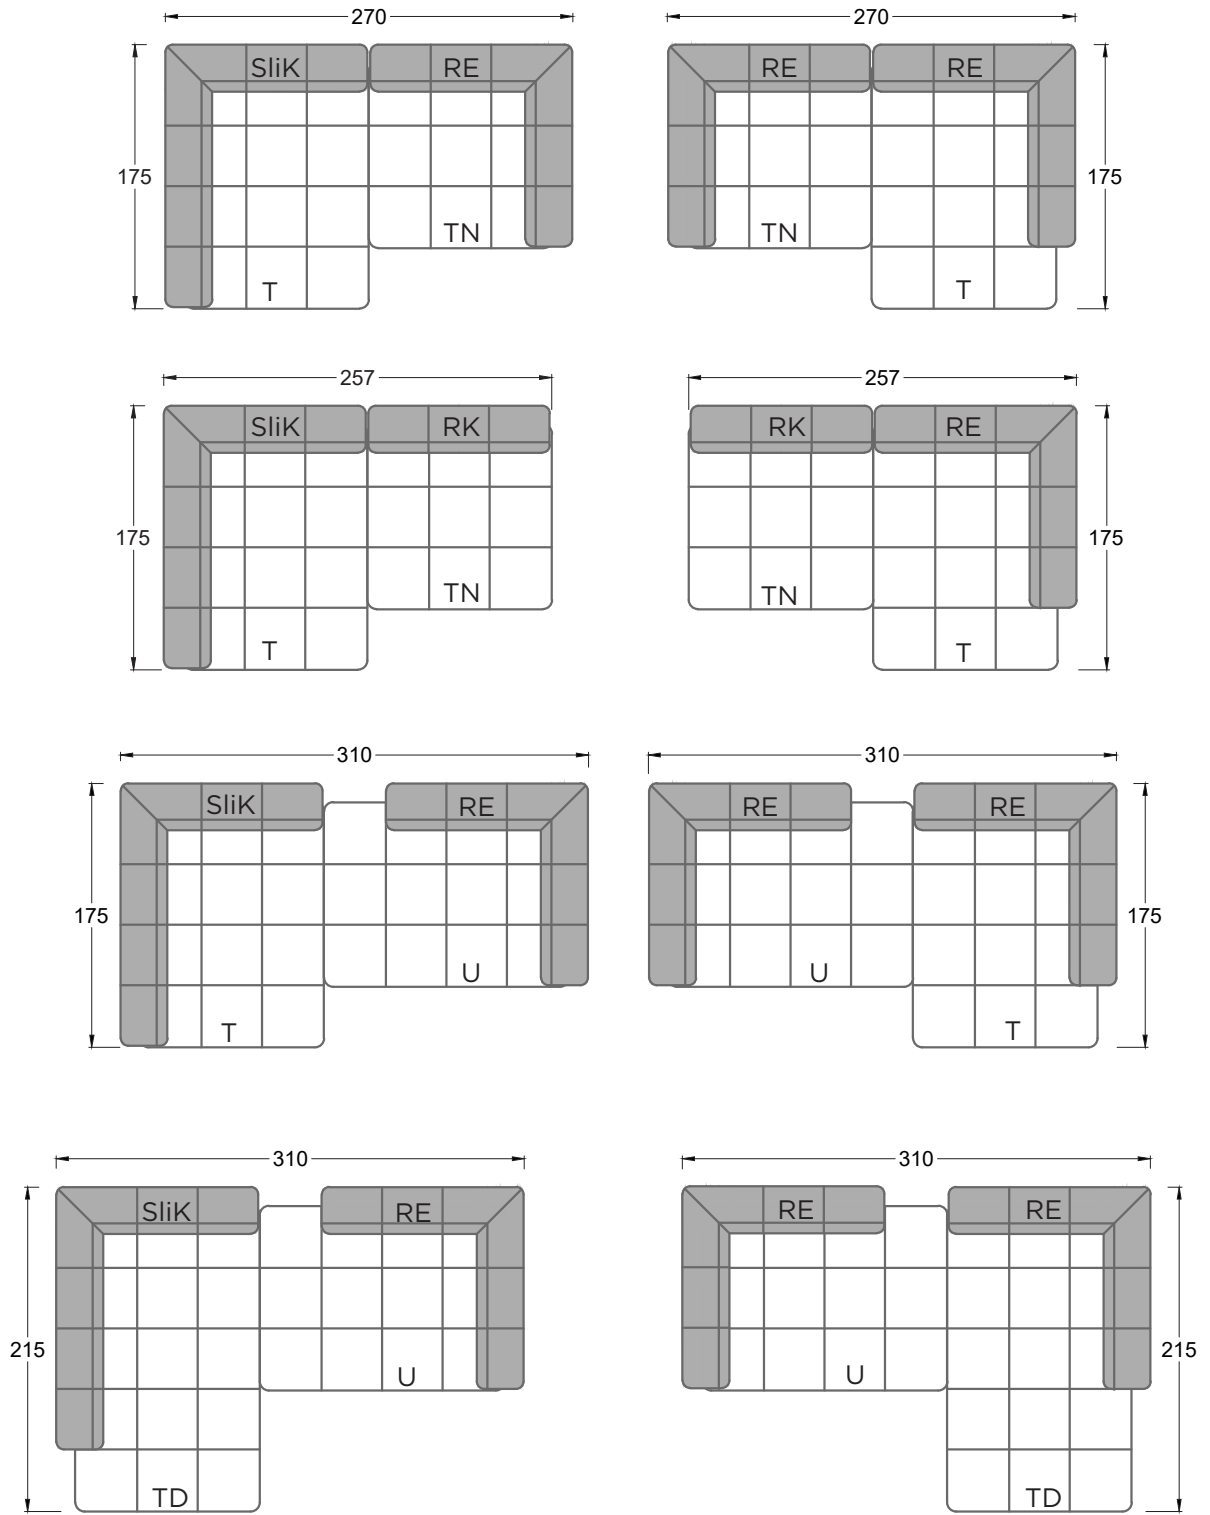 270 270
SliK RE RE RE
175 175
TN TN
T T
257 257
SliK RK RK RE
175 175
TN TN
T T
310 310
SliK RE RE RE
175 175
U U
T T
310 310
SliK RE RE RE
215 215
U U
TD TD